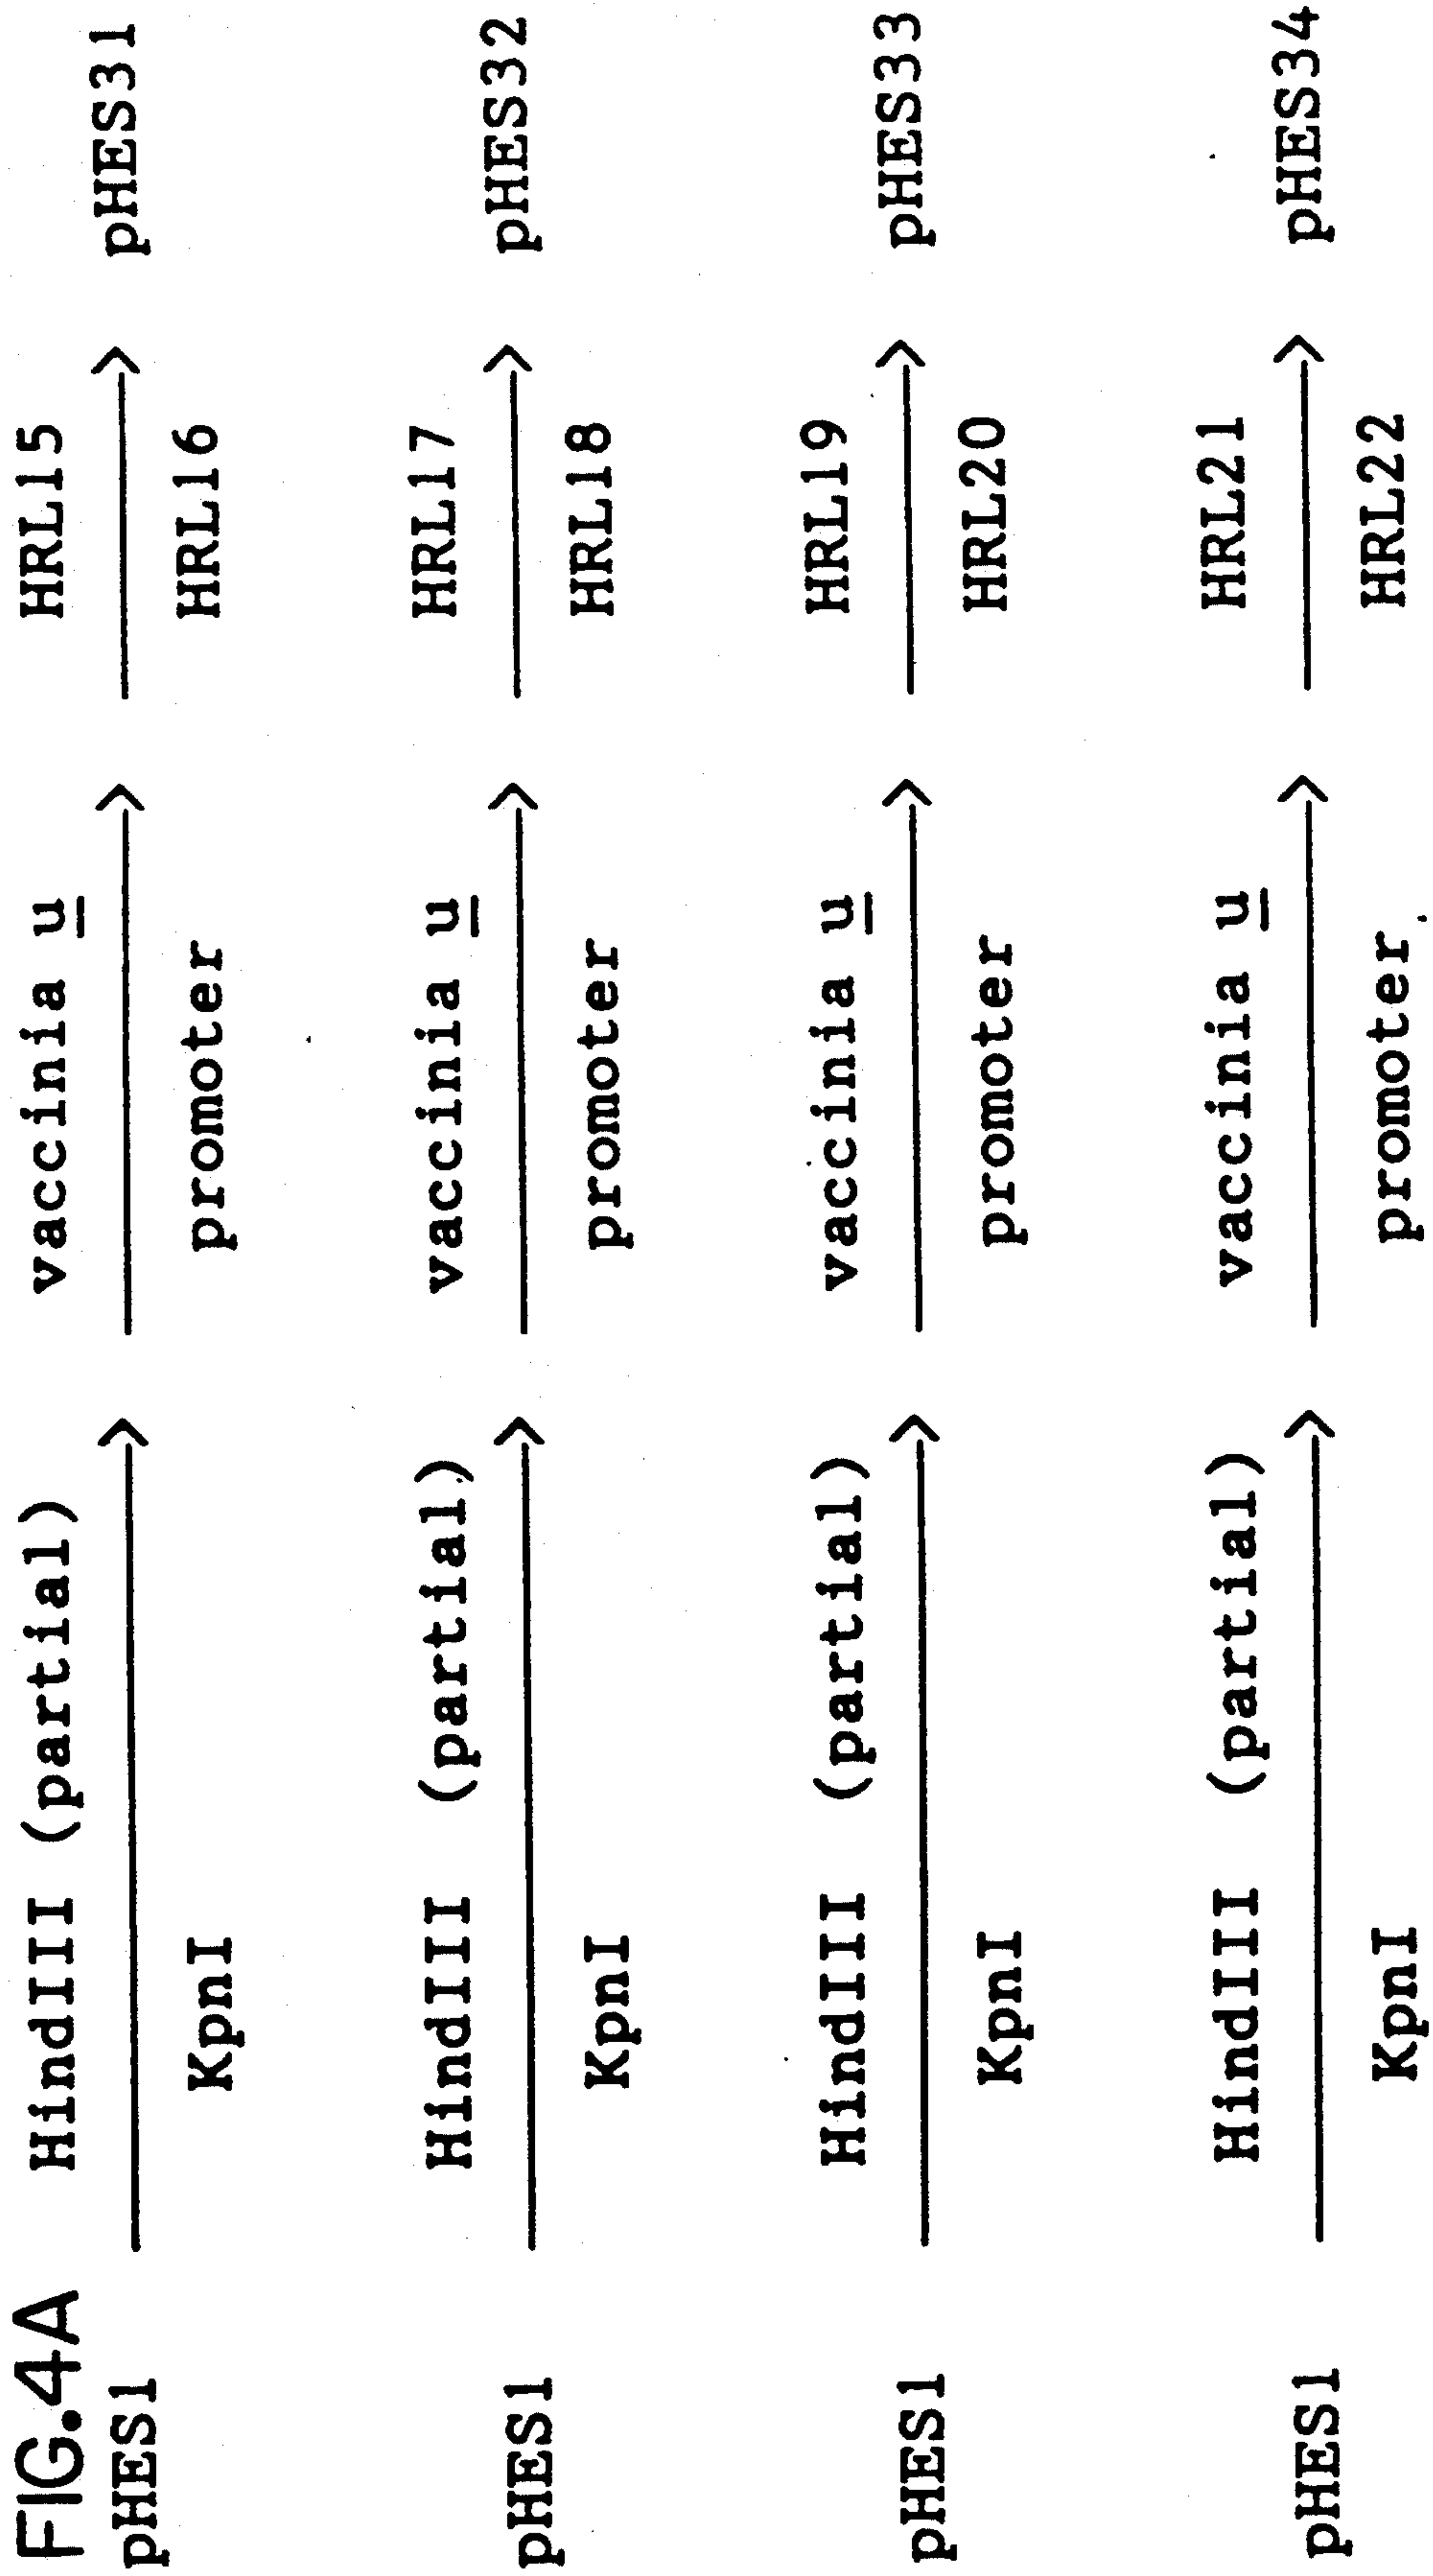 FIG.4A
HindIII (partial) vaccinia u HRL15
pHES1 pHES31
KpnI promoter HRL16
HindIII (partial) vaccinia u HRL17
pHES1 pHES32
KpnI promoter HRL18
HindIII (partial) vaccinia u HRL19
pHES1 pHES33
KpnI promoter HRL20
HindIII (partial) vaccinia u HRL21
pHES1 pHES34
KpnI promoter HRL22